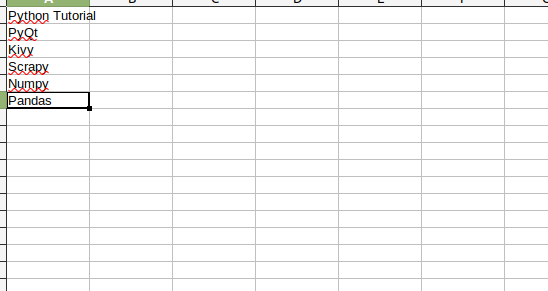 A B C D E F
Python Tutorial
PyQt
Kivy
Scrapy
Numpy
Pandas